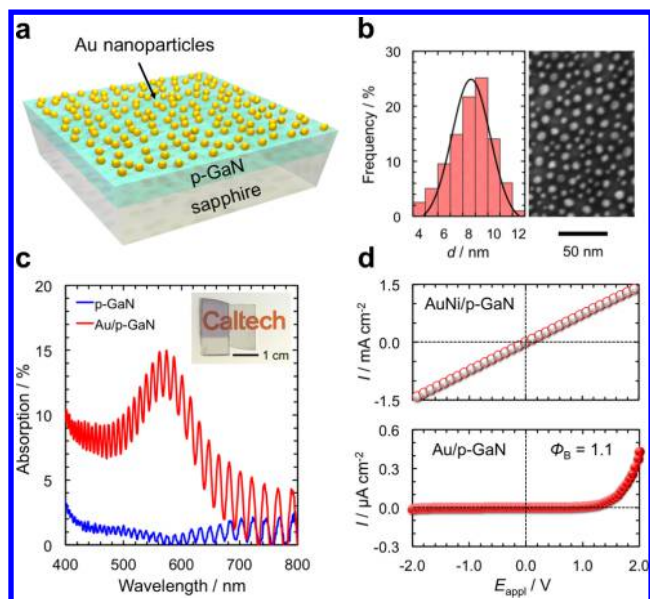 a
Au nanoparticles
p-GaN
sapphire
b
Frequency / %
30
20
10
0
4 6 8 10 12
d / nm
50 nm
c
Absorption / %
20
15
10
5
0
p-GaN
Au/p-GaN
Caltech
1 cm
400 500 600 700 800
Wavelength / nm
d
I / mA cm-2
1.5
0.0
-1.5
AuNi/p-GaN
I / µA cm-2
0.6
0.3
0.0
-0.3
Au/p-GaN
ΦB = 1.1
-2.0 -1.0 0.0 1.0 2.0
Eappl / V